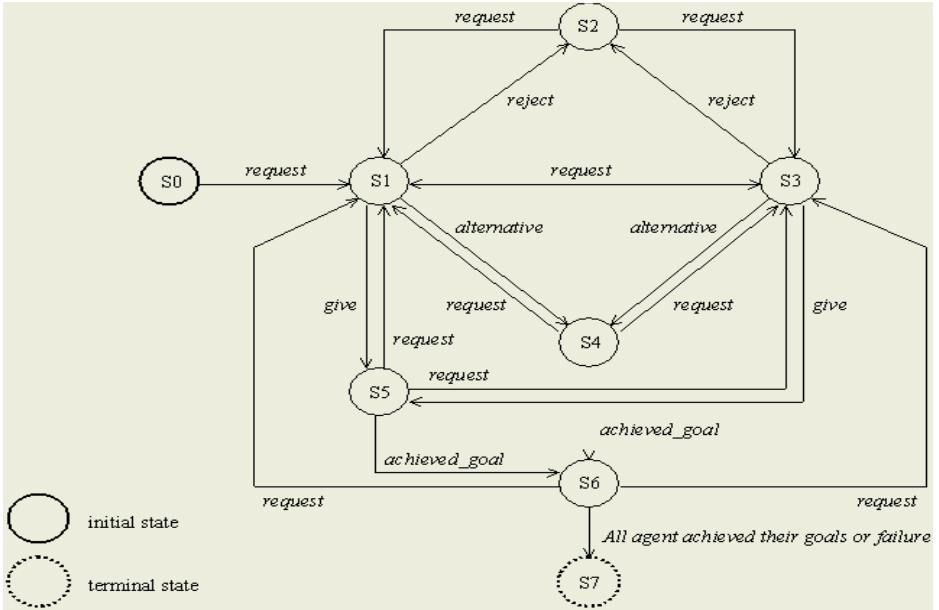 request
S2
request
reject
reject
S0
request
S1
request
S3
alternative
alternative
give
request
request
give
S4
request
request
S5
achieved_goal
achieved_goal
S6
request
request
initial state
All agent achieved their goals or failure
terminal state
S7